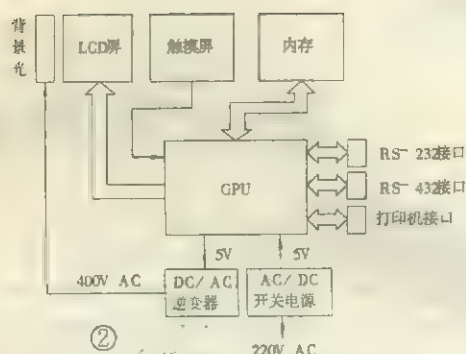 背景光
LCD屏
触摸屏
内存
GPU
RS-232接口
RS-432接口
打印机接口
5V
5V
400V AC
DC/AC
逆变器
AC/DC
开关电源
②
220V AC